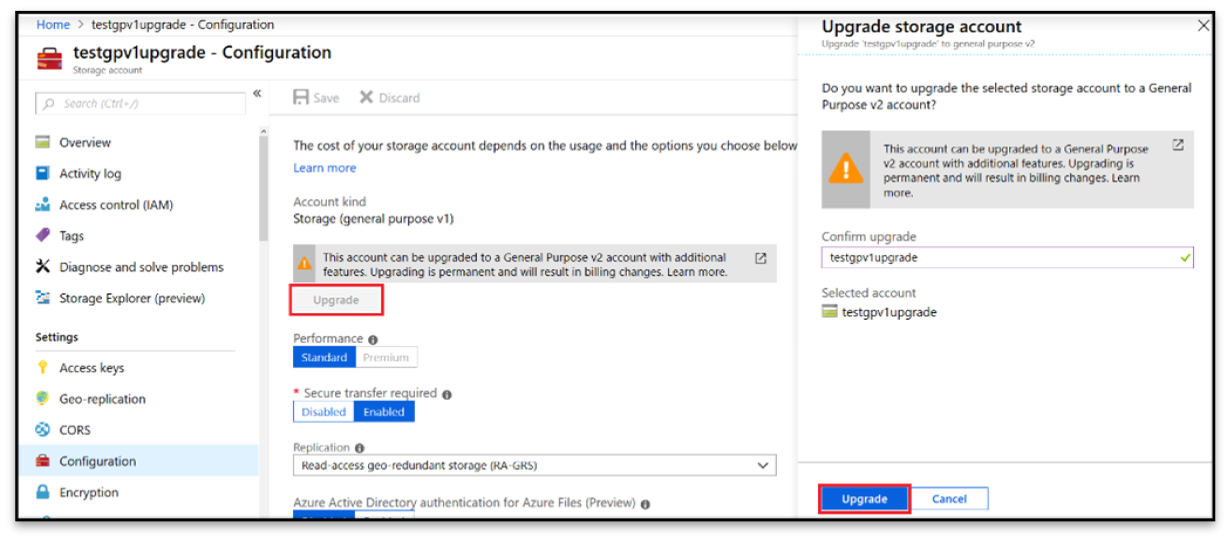 Home > testgpv1upgrade - Configuration
testgpv1upgrade - Configuration
Storage account
Search (Ctrl+/)
«
Overview
Activity log
Access control (IAM)
Tags
Diagnose and solve problems
Storage Explorer (preview)
Settings
Access keys
Geo-replication
CORS
Configuration
Encryption
Save
Discard
The cost of your storage account depends on the usage and the options you choose below
Learn more
Account kind
Storage (general purpose v1)
This account can be upgraded to a General Purpose v2 account with additional
features. Upgrading is permanent and will result in billing changes. Learn more.
Upgrade
Performance
Standard Premium
* Secure transfer required
Disabled Enabled
Replication
Read-access geo-redundant storage (RA-GRS)
Azure Active Directory authentication for Azure Files (Preview)
Upgrade storage account
Upgrade 'testgpv1upgrade' to general purpose v2
Do you want to upgrade the selected storage account to a General
Purpose v2 account?
This account can be upgraded to a General Purpose
v2 account with additional features. Upgrading is
permanent and will result in billing changes. Learn
more.
Confirm upgrade
testgpv1upgrade
Selected account
testgpv1upgrade
Upgrade
Cancel